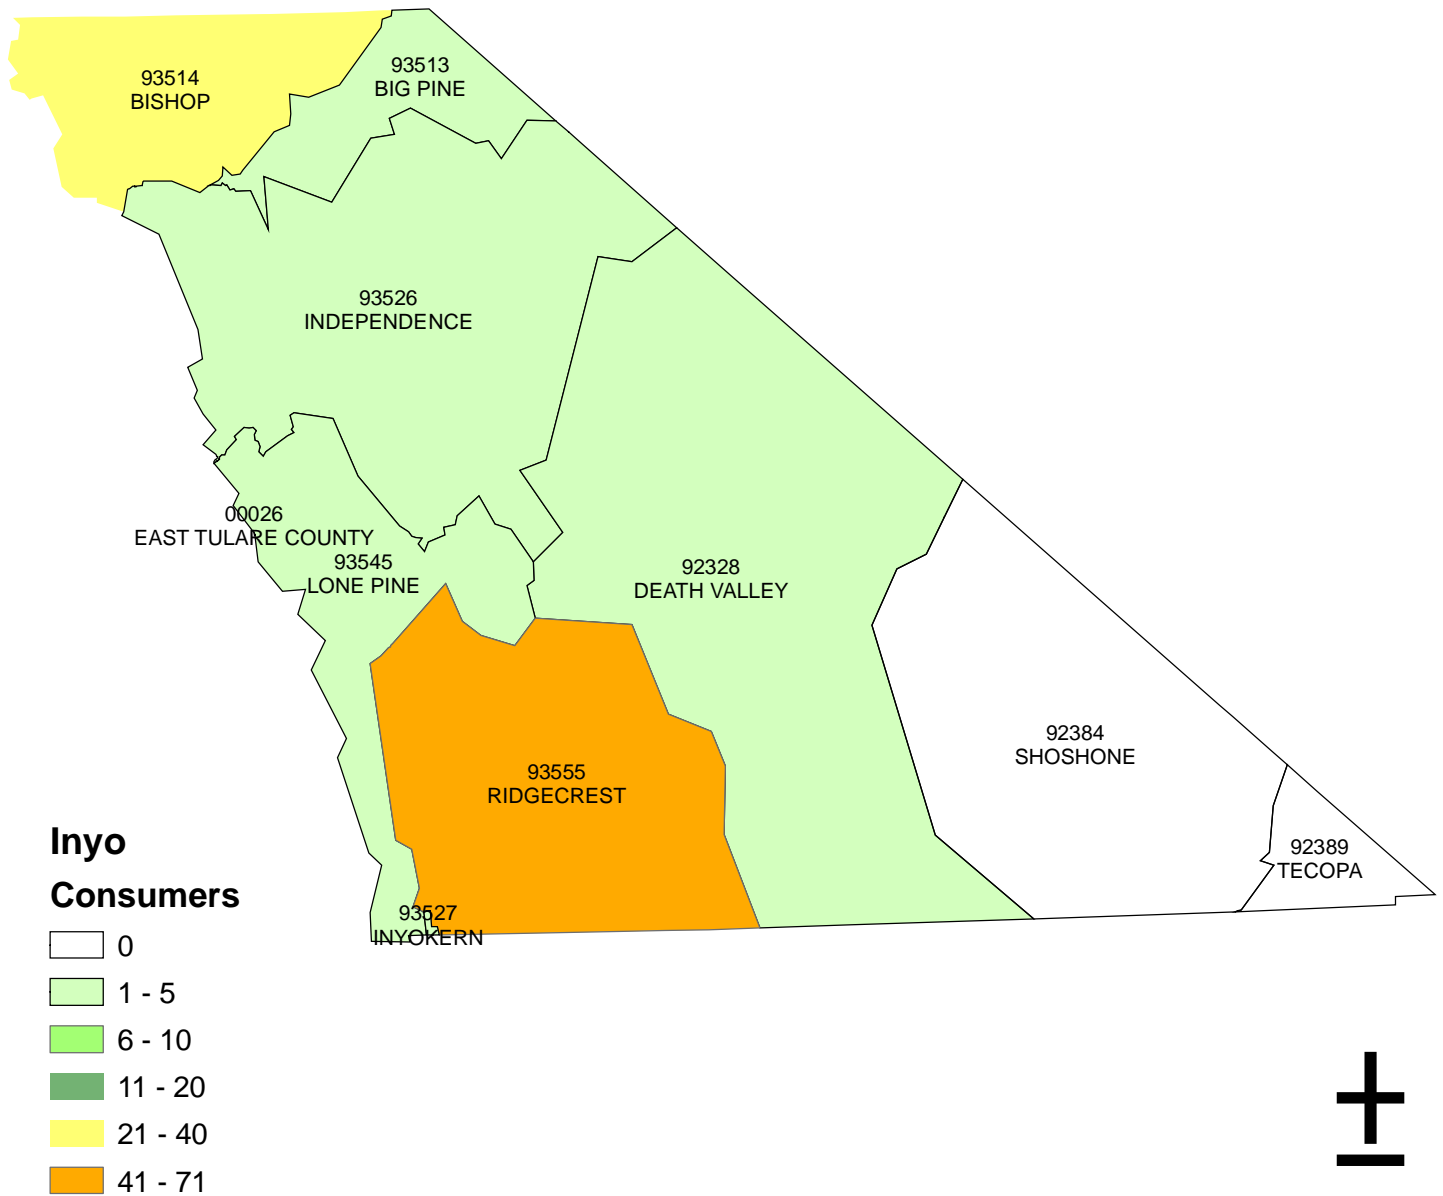 93513
BIG PINE
93514
BISHOP
93526
INDEPENDENCE
00026
EAST TULARE COUNTY
93545
LONE PINE
92328
DEATH VALLEY
92384
SHOSHONE
93555
RIDGECREST
92389
TECOPA
93527
INYOKERN
Inyo
Consumers
0
1 - 5
6 - 10
11 - 20
21 - 40
41 - 71